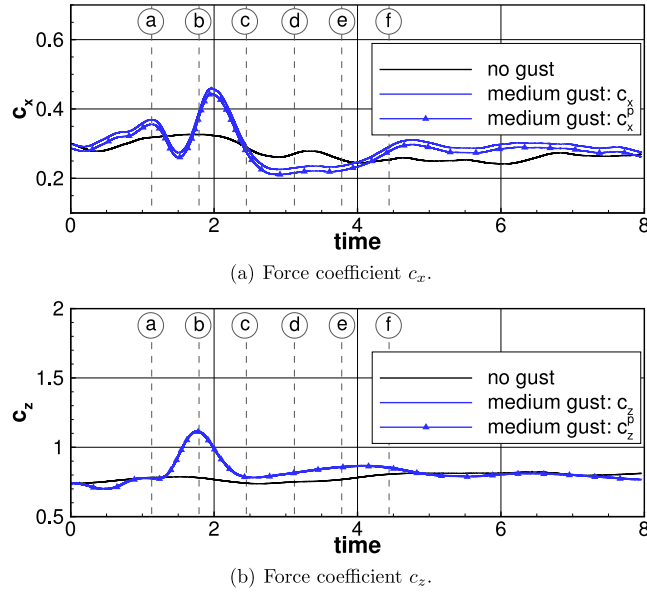 a b c d e f
0.6
0.4
0.2
c_x
no gust
medium gust: c_x
medium gust: c_x^p
0 2 4 6 8
time
(a) Force coefficient c_x.
a b c d e f
2
1.5
1
0.5
c_z
no gust
medium gust: c_z
medium gust: c_z^p
0 2 4 6 8
time
(b) Force coefficient c_z.